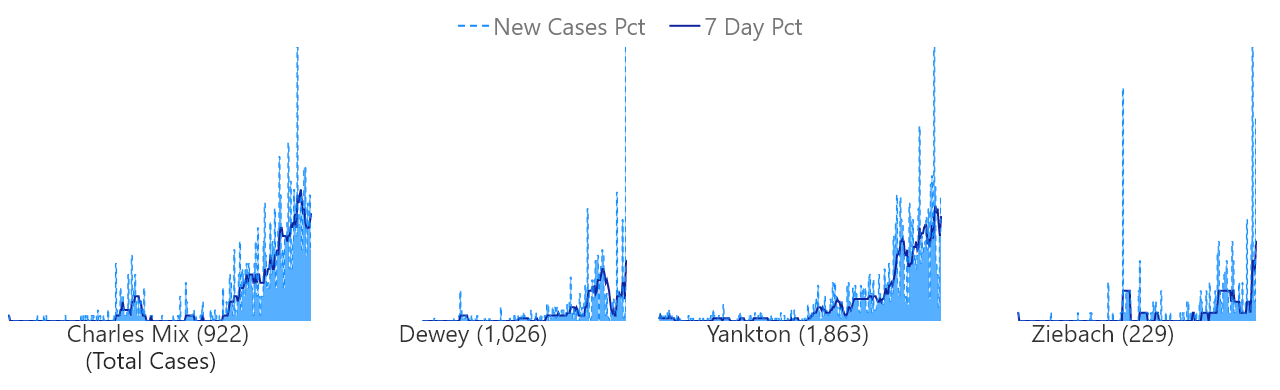 New Cases Pct 7 Day Pct
Charles Mix (922) Dewey (1,026) Yankton (1,863) Ziebach (229)
(Total Cases)